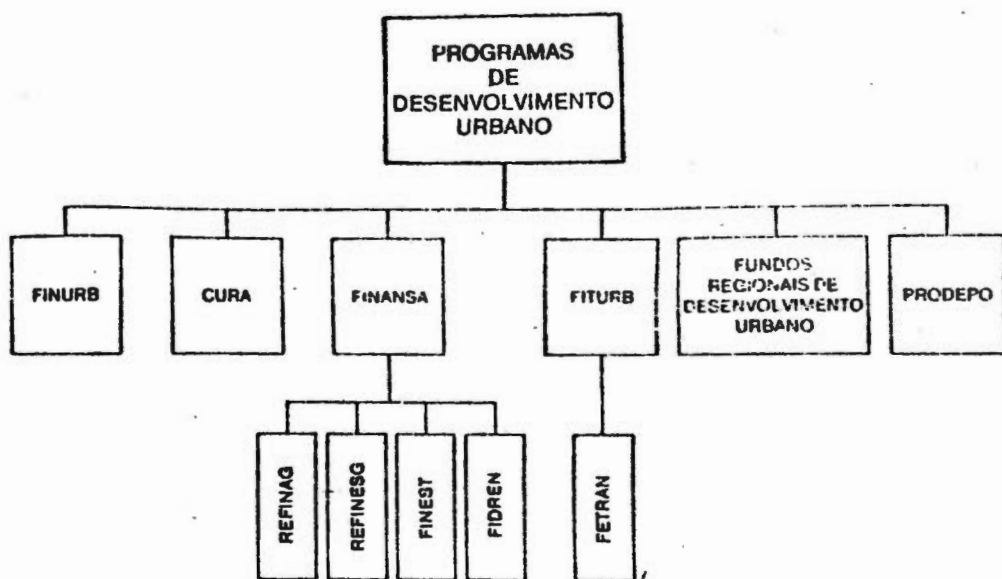 PROGRAMAS
DE
DESENVOLVIMENTO
URBANO
FINURB
CURA
FINANSA
FITURB
FUNDOS
REGIONAIS DE
DESENVOLVIMENTO
URBANO
PRODEPO
REFINAG
REFINESG
FINEST
FIDREN
FETRAN